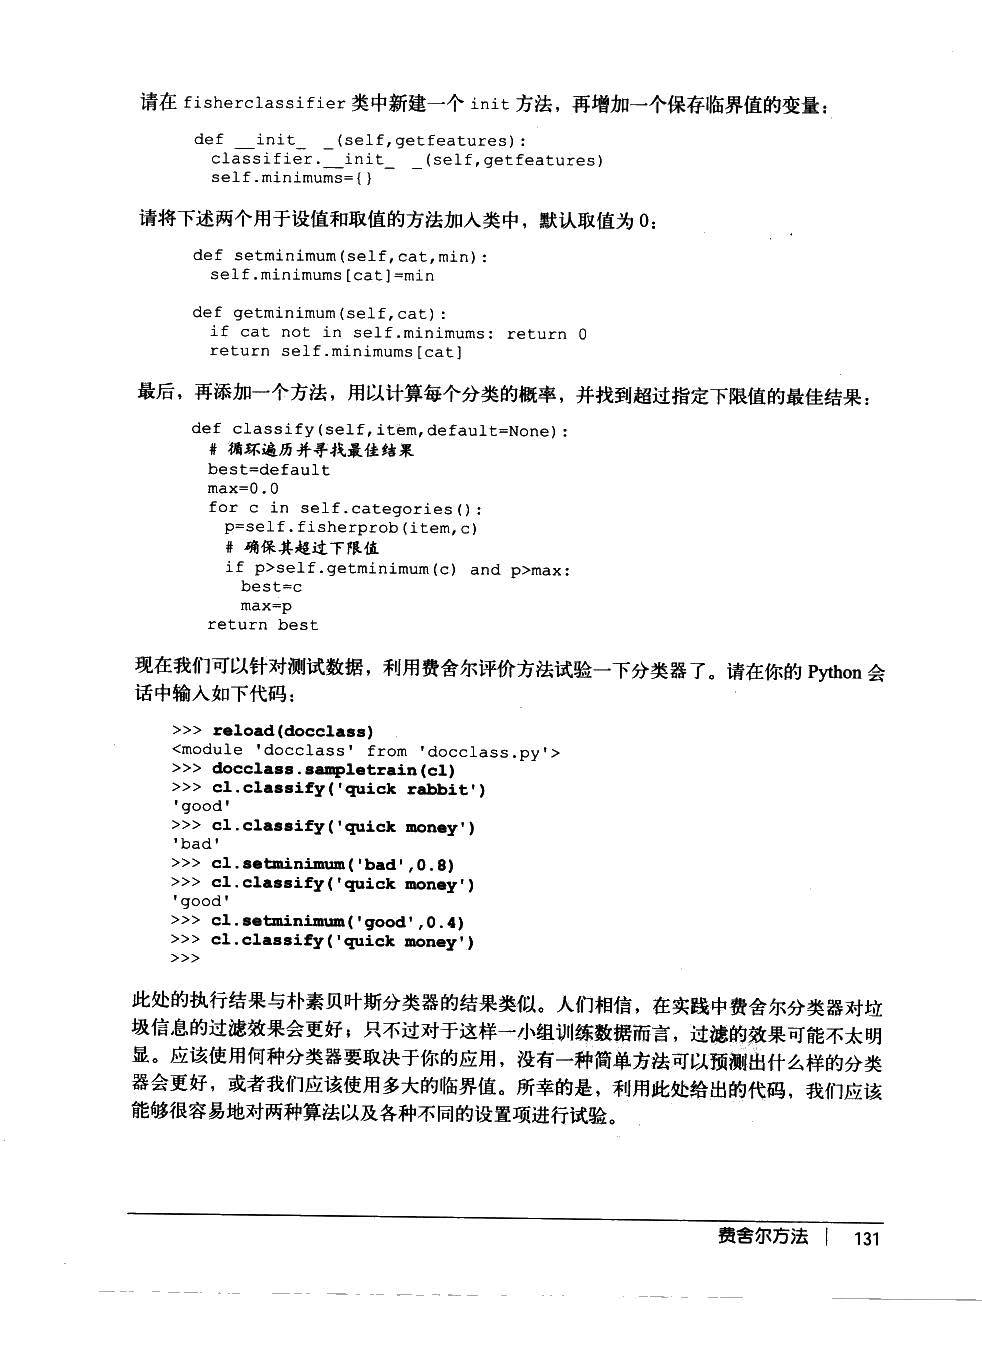 请在 fisherclassifier 类中新建一个 init 方法，再增加一个保存临界值的变量：
def __init_ _(self,getfeatures):
classifier.__init_ _(self,getfeatures)
self.minimums={}
请将下述两个用于设值和取值的方法加入类中，默认取值为 0：
def setminimum(self,cat,min):
self.minimums[cat]=min
def getminimum(self,cat):
if cat not in self.minimums: return 0
return self.minimums[cat]
最后，再添加一个方法，用以计算每个分类的概率，并找到超过指定下限值的最佳结果：
def classify(self,item,default=None):
# 循环遍历并寻找最佳结果
best=default
max=0.0
for c in self.categories():
p=self.fisherprob(item,c)
# 确保其超过下限值
if p>self.getminimum(c) and p>max:
best=c
max=p
return best
现在我们可以针对测试数据，利用费舍尔评价方法试验一下分类器了。请在你的 Python 会
话中输入如下代码：
>>> reload(docclass)
<module 'docclass' from 'docclass.py'>
>>> docclass.sampletrain(cl)
>>> cl.classify('quick rabbit')
'good'
>>> cl.classify('quick money')
'bad'
>>> cl.setminimum('bad',0.8)
>>> cl.classify('quick money')
'good'
>>> cl.setminimum('good',0.4)
>>> cl.classify('quick money')
>>>
此处的执行结果与朴素贝叶斯分类器的结果类似。人们相信，在实践中费舍尔分类器对垃
圾信息的过滤效果会更好；只不过对于这样一小组训练数据而言，过滤的效果可能不太明
显。应该使用何种分类器要取决于你的应用，没有一种简单方法可以预测出什么样的分类
器会更好，或者我们应该使用多大的临界值。所幸的是，利用此处给出的代码，我们应该
能够很容易地对两种算法以及各种不同的设置项进行试验。
费舍尔方法 | 131